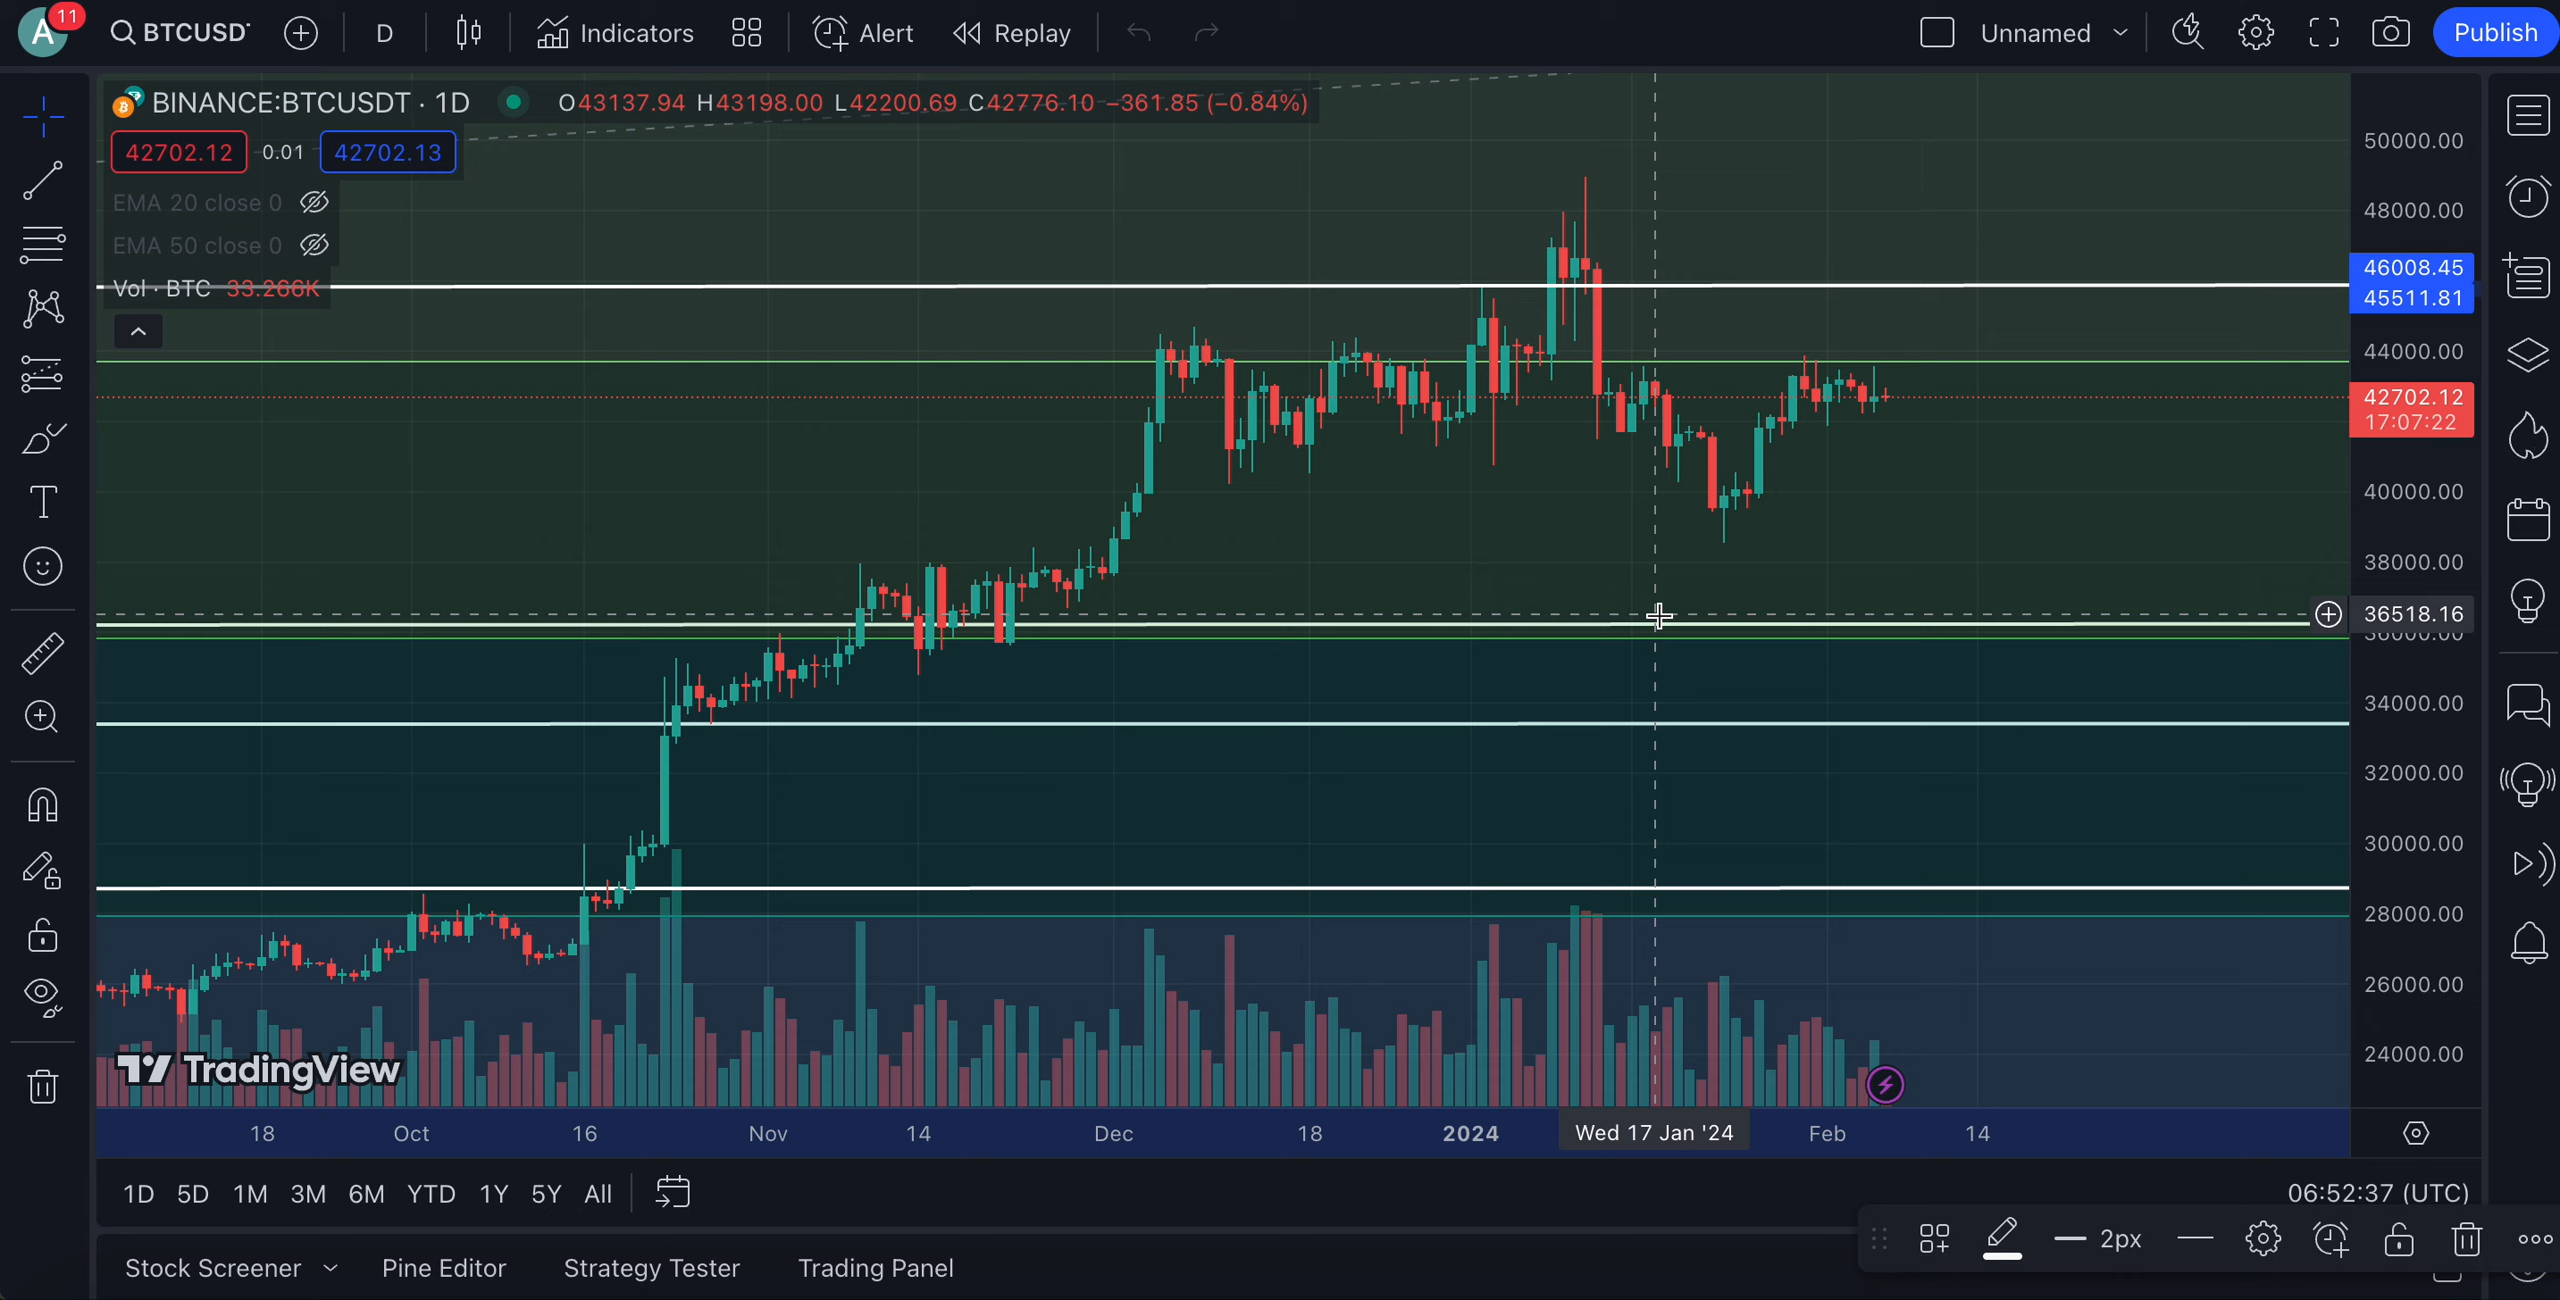 A 11 BTCUSDT D Indicators Alert Replay Unnamed Publish
BINANCE:BTCUSDT · 1D O43137.94 H43198.00 L42200.69 C42776.10 −361.85 (−0.84%)
42702.12 0.01 42702.13
EMA 20 close 0
EMA 50 close 0
Vol · BTC 33.266K
50000.00
48000.00
46008.45
45511.81
44000.00
42702.12
17:07:22
40000.00
38000.00
36518.16
36000.00
34000.00
32000.00
30000.00
28000.00
26000.00
24000.00
TradingView
18 Oct 16 Nov 14 Dec 18 2024 Wed 17 Jan '24 Feb 14
1D 5D 1M 3M 6M YTD 1Y 5Y All 06:52:37 (UTC)
2px
Stock Screener Pine Editor Strategy Tester Trading Panel